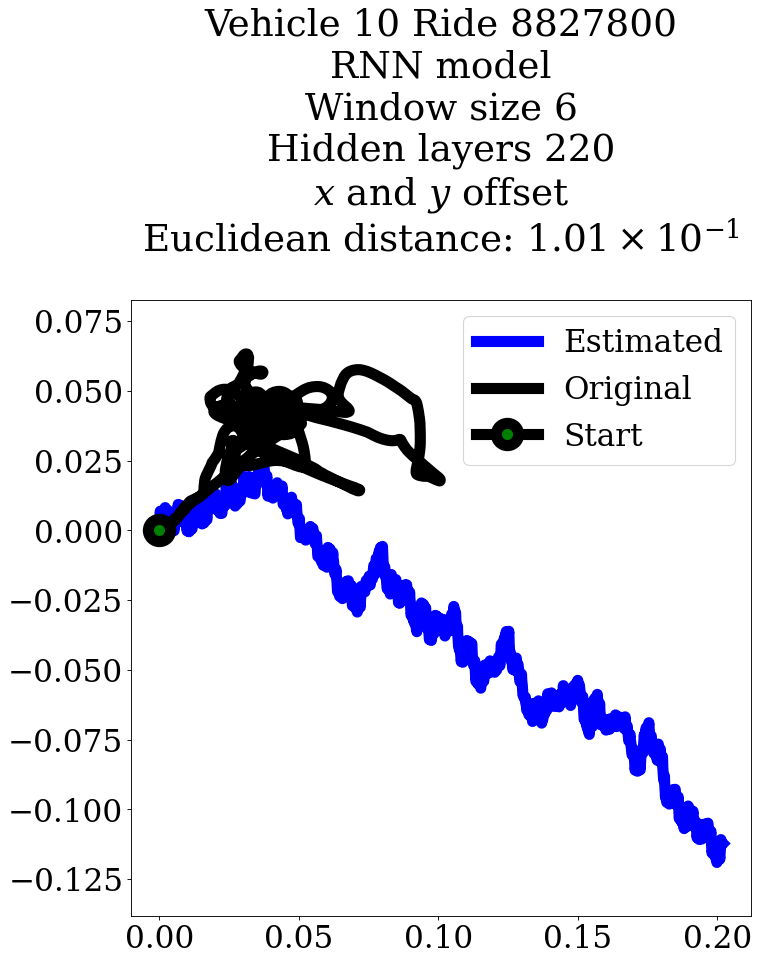 Vehicle 10 Ride 8827800
RNN model
Window size 6
Hidden layers 220
x and y offset
Euclidean distance: 1.01 × 10⁻¹
0.075
0.050
0.025
0.000
−0.025
−0.050
−0.075
−0.100
−0.125
Estimated
Original
Start
0.00 0.05 0.10 0.15 0.20